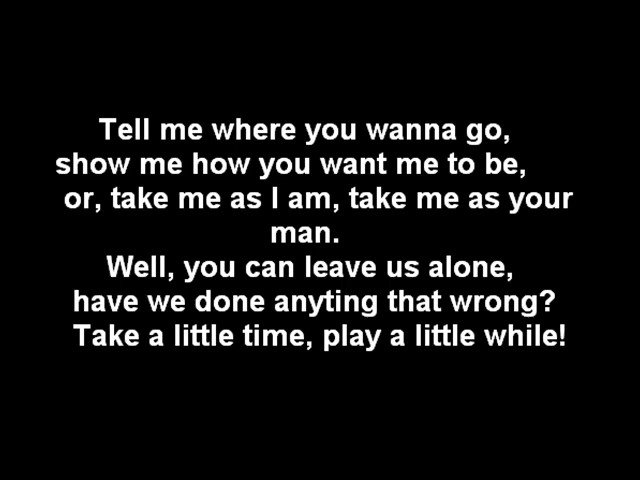 Tell me where you wanna go,
show me how you want me to be,
or, take me as I am, take me as your
man.
Well, you can leave us alone,
have we done anyting that wrong?
Take a little time, play a little while!